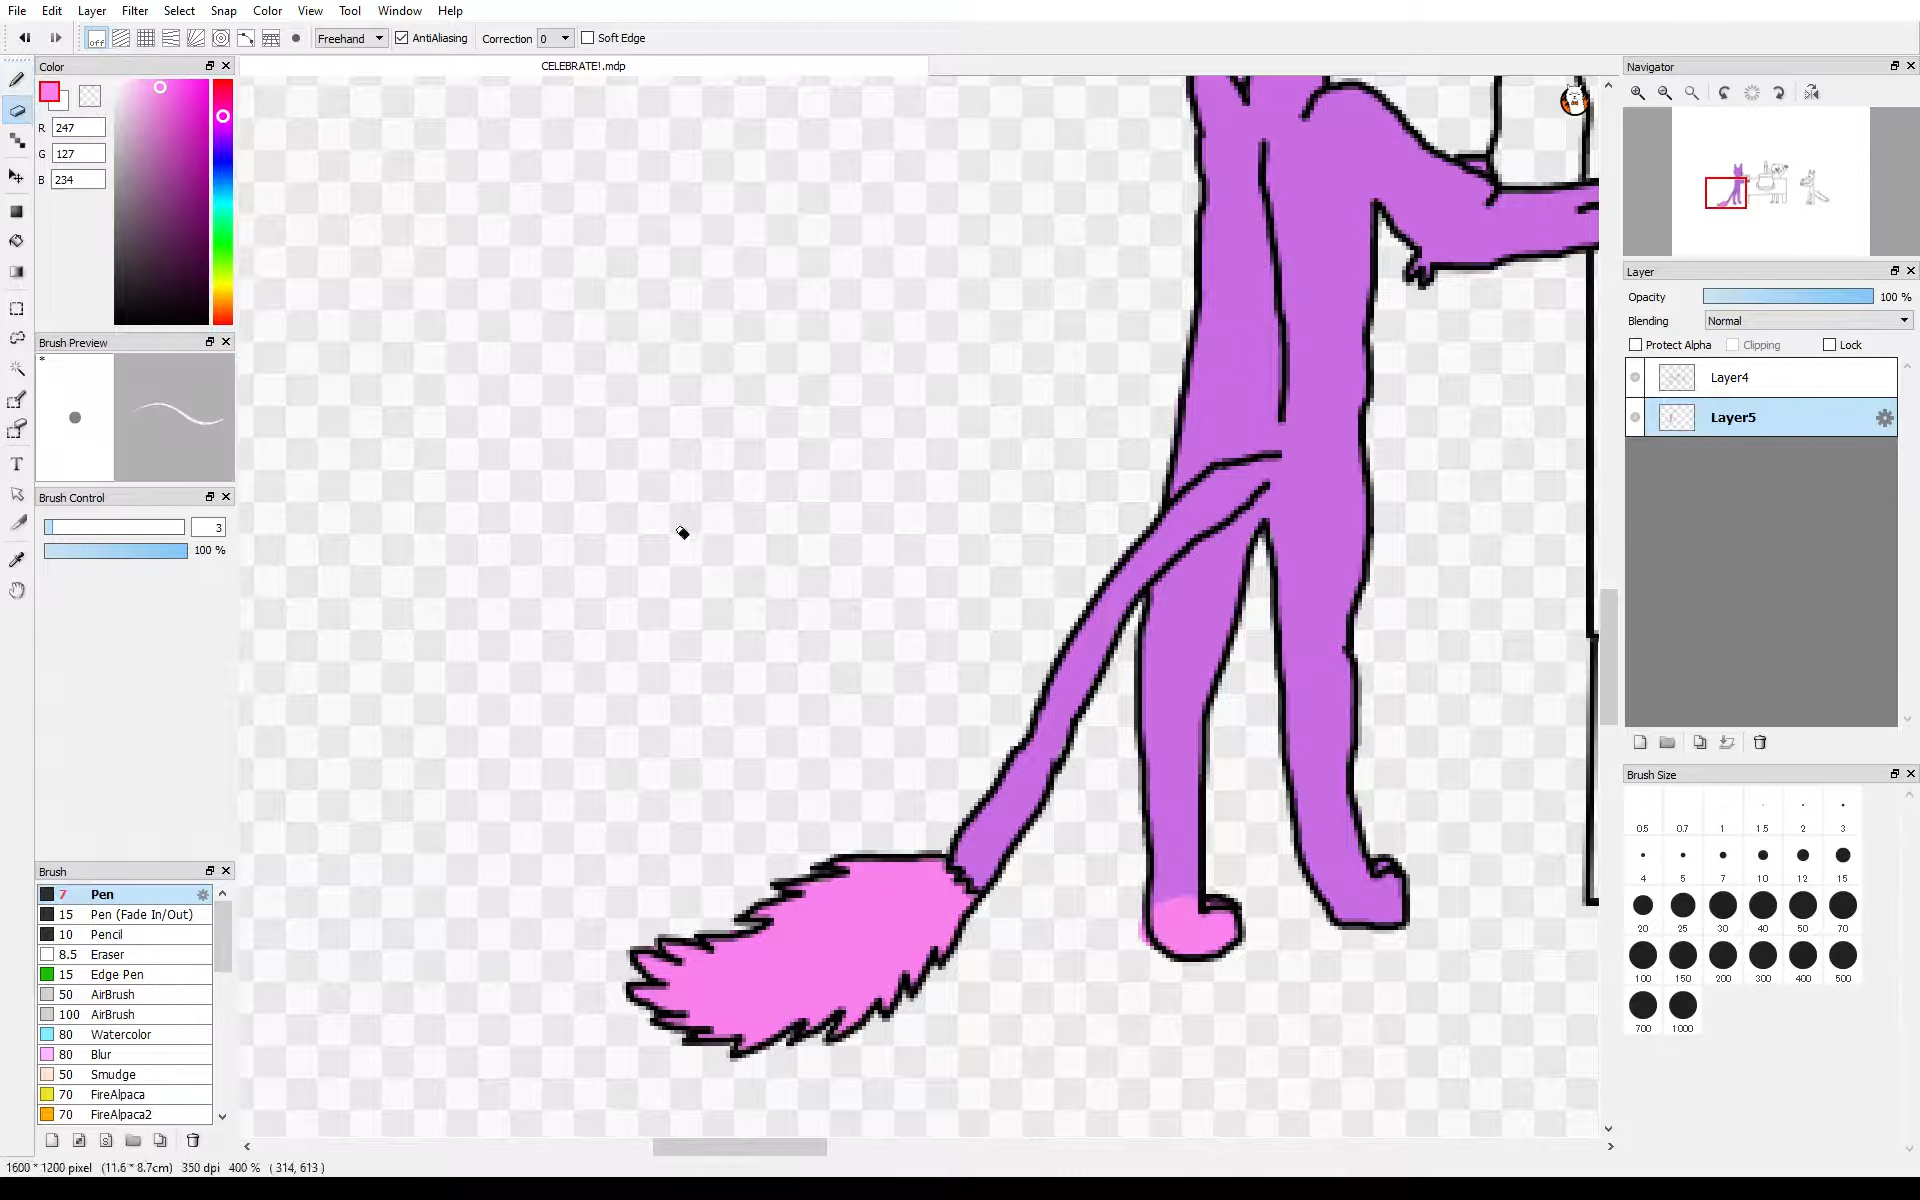 File Edit Layer Filter Select Snap Color View Tool Window Help
off Freehand AntiAliasing Correction 0 Soft Edge
Color
CELEBRATE!.mdp
Navigator
R 247
G 127
B 234
Layer
Opacity 100 %
Blending Normal
Protect Alpha Clipping Lock
Layer4
Layer5
Brush Preview
*
Brush Control
3
100 %
Brush Size
0.5 0.7 1 1.5 2 3
4 5 7 10 12 15
20 25 30 40 50 70
100 150 200 300 400 500
700 1000
Brush
7 Pen
15 Pen (Fade In/Out)
10 Pencil
8.5 Eraser
15 Edge Pen
50 AirBrush
100 AirBrush
80 Watercolor
80 Blur
50 Smudge
70 FireAlpaca
70 FireAlpaca2
1600 * 1200 pixel (11.6 * 8.7cm) 350 dpi 400 % ( 314, 613 )